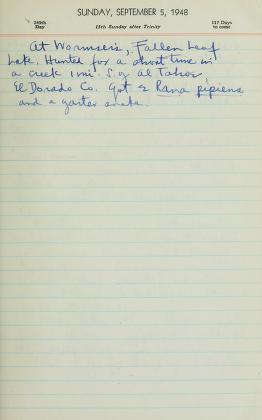 SUNDAY, SEPTEMBER 5, 1948
249th Day
15th Sunday after Trinity
117 Days to come
At Wormser's, Fallen Leaf
Lake. Hunted for a short time in
a creek 1 mi. S. of Al Tahoe
El Dorado Co. Got 2 Rana pipiens
and a garter snake.